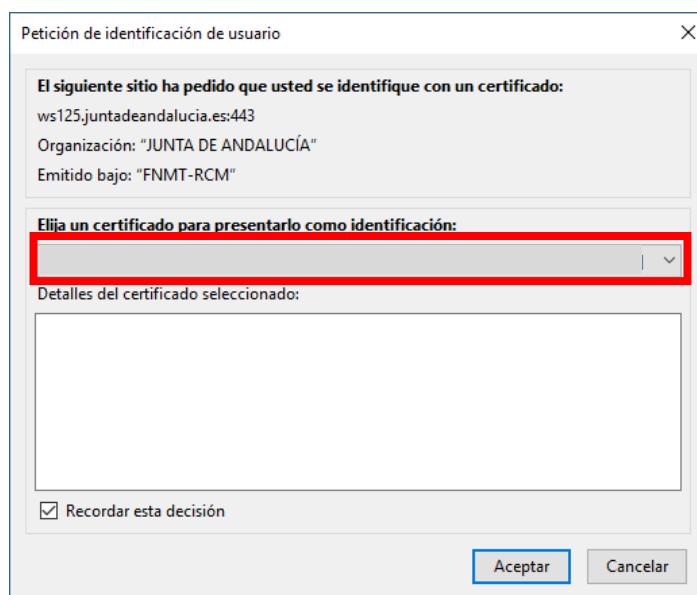 Petición de identificación de usuario
El siguiente sitio ha pedido que usted se identifique con un certificado:
ws125.juntadeandalucia.es:443
Organización: “JUNTA DE ANDALUCÍA”
Emitido bajo: “FNMT-RCM”
Elija un certificado para presentarlo como identificación:
Detalles del certificado seleccionado:
Recordar esta decisión
Aceptar
Cancelar